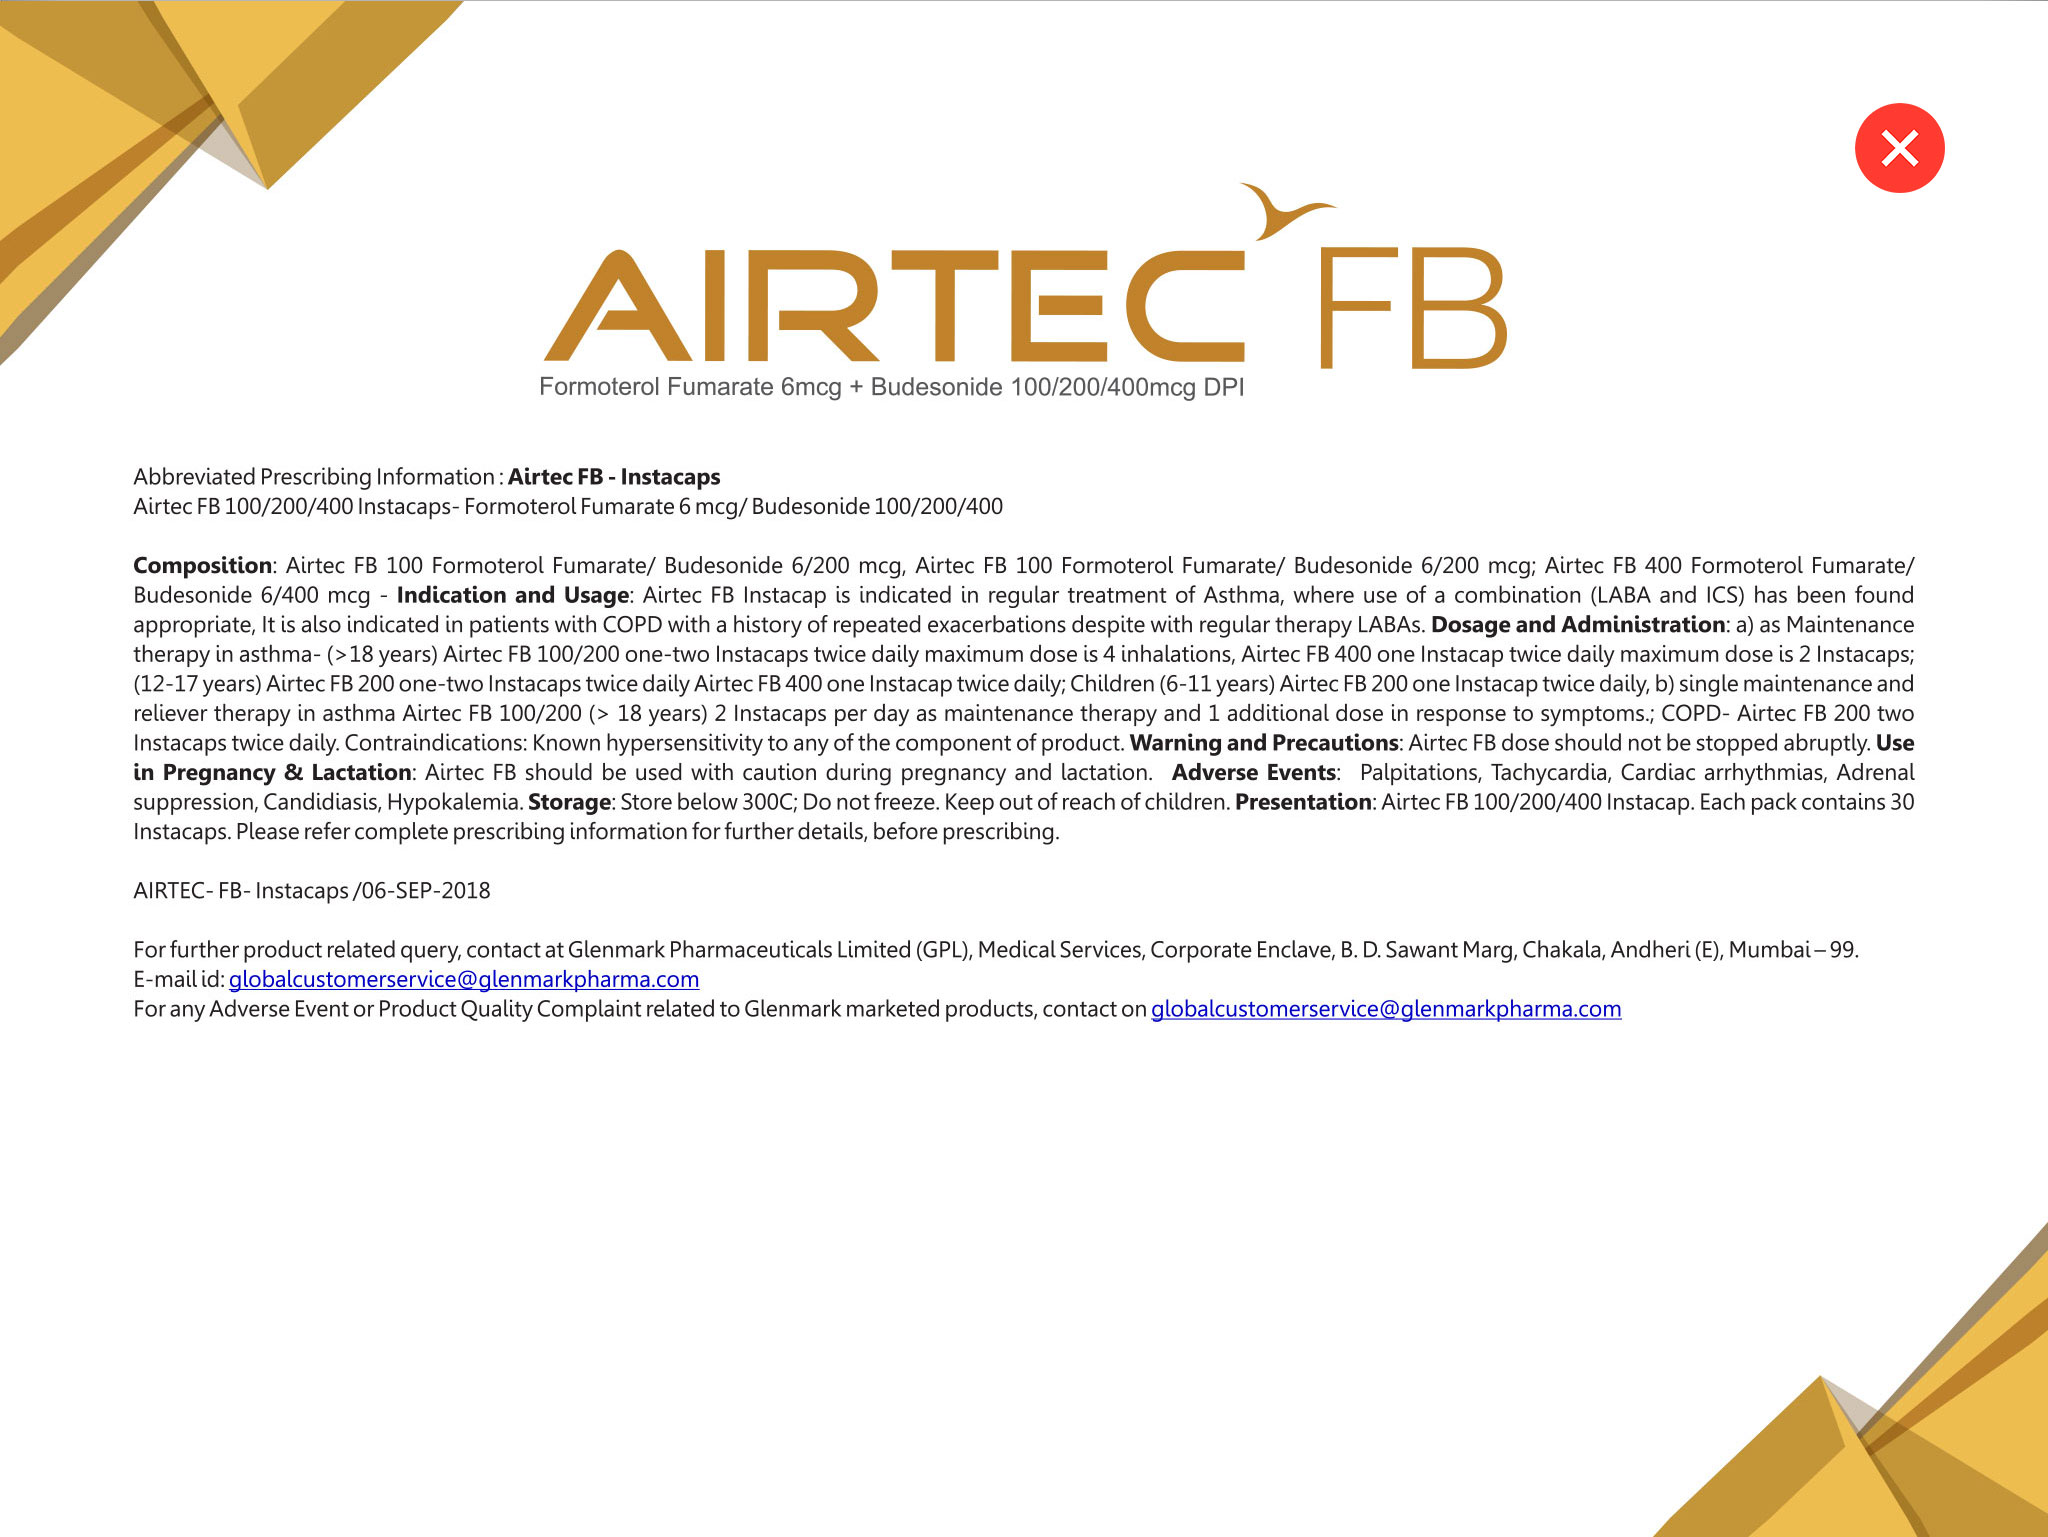 AIRTEC FB
Formoterol Fumarate 6mcg + Budesonide 100/200/400mcg DPI
Abbreviated Prescribing Information : Airtec FB - Instacaps
Airtec FB 100/200/400 Instacaps- Formoterol Fumarate 6 mcg/ Budesonide 100/200/400
Composition: Airtec FB 100 Formoterol Fumarate/ Budesonide 6/200 mcg, Airtec FB 100 Formoterol Fumarate/ Budesonide 6/200 mcg; Airtec FB 400 Formoterol Fumarate/
Budesonide 6/400 mcg - Indication and Usage: Airtec FB Instacap is indicated in regular treatment of Asthma, where use of a combination (LABA and ICS) has been found
appropriate, It is also indicated in patients with COPD with a history of repeated exacerbations despite with regular therapy LABAs. Dosage and Administration: a) as Maintenance
therapy in asthma- (>18 years) Airtec FB 100/200 one-two Instacaps twice daily maximum dose is 4 inhalations, Airtec FB 400 one Instacap twice daily maximum dose is 2 Instacaps;
(12-17 years) Airtec FB 200 one-two Instacaps twice daily Airtec FB 400 one Instacap twice daily; Children (6-11 years) Airtec FB 200 one Instacap twice daily, b) single maintenance and
reliever therapy in asthma Airtec FB 100/200 (> 18 years) 2 Instacaps per day as maintenance therapy and 1 additional dose in response to symptoms.; COPD- Airtec FB 200 two
Instacaps twice daily. Contraindications: Known hypersensitivity to any of the component of product. Warning and Precautions: Airtec FB dose should not be stopped abruptly. Use
in Pregnancy & Lactation: Airtec FB should be used with caution during pregnancy and lactation. Adverse Events: Palpitations, Tachycardia, Cardiac arrhythmias, Adrenal
suppression, Candidiasis, Hypokalemia. Storage: Store below 300C; Do not freeze. Keep out of reach of children. Presentation: Airtec FB 100/200/400 Instacap. Each pack contains 30
Instacaps. Please refer complete prescribing information for further details, before prescribing.
AIRTEC- FB- Instacaps /06-SEP-2018
For further product related query, contact at Glenmark Pharmaceuticals Limited (GPL), Medical Services, Corporate Enclave, B. D. Sawant Marg, Chakala, Andheri (E), Mumbai – 99.
E-mail id: globalcustomerservice@glenmarkpharma.com
For any Adverse Event or Product Quality Complaint related to Glenmark marketed products, contact on globalcustomerservice@glenmarkpharma.com